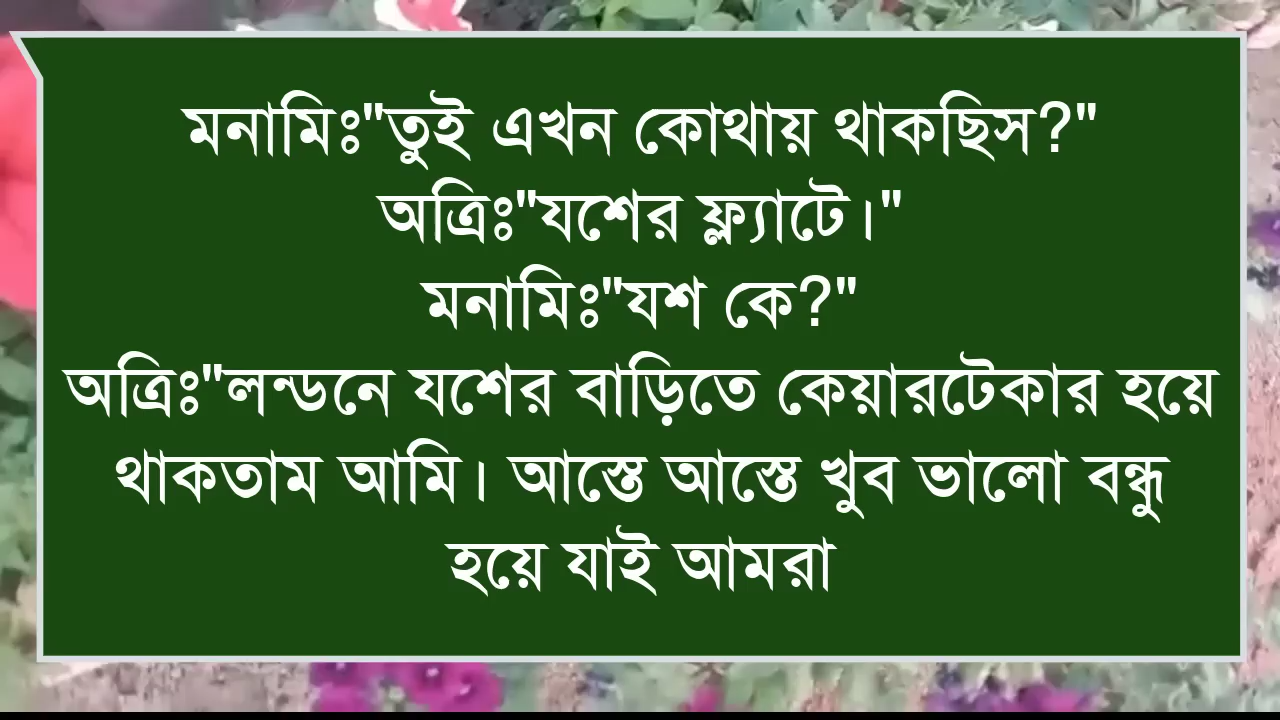 মনামিঃ"তুই এখন কোথায় থাকছিস?"
অত্রিঃ"যশের ফ্ল্যাটে।"
মনামিঃ"যশ কে?"
অত্রিঃ"লন্ডনে যশের বাড়িতে কেয়ারটেকার হয়ে
থাকতাম আমি। আস্তে আস্তে খুব ভালো বন্ধু
হয়ে যাই আমরা